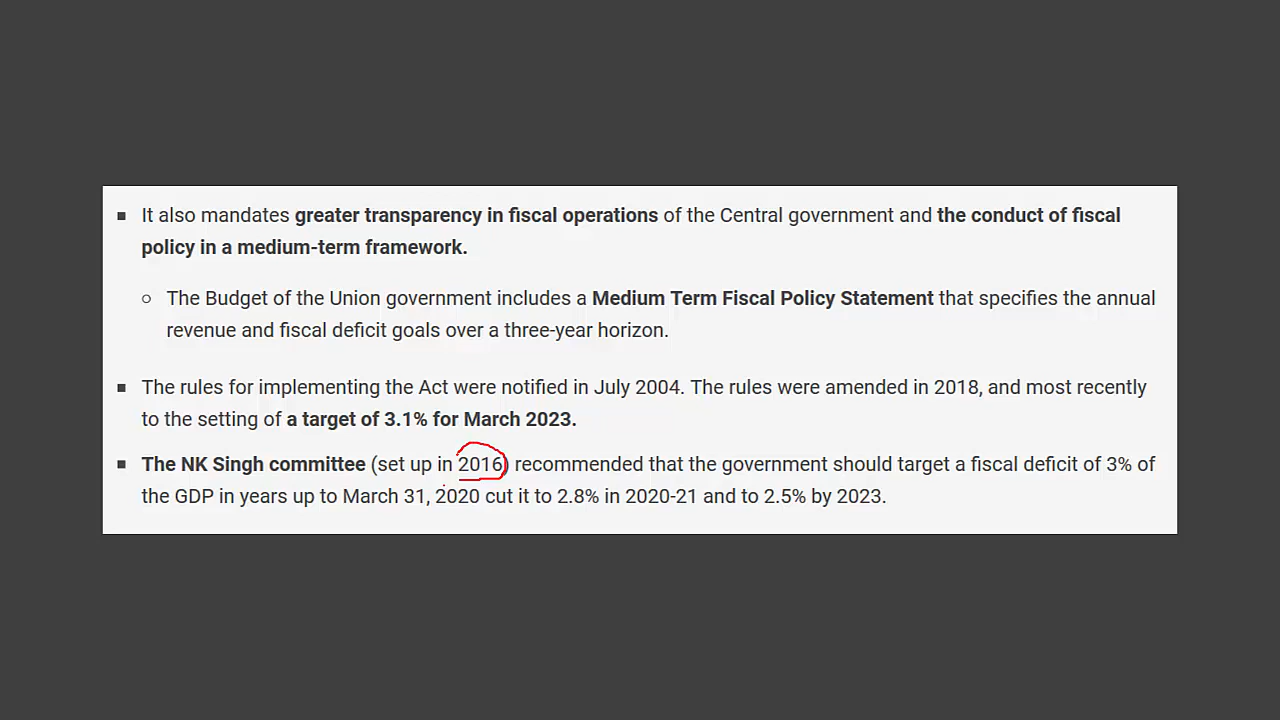 It also mandates greater transparency in fiscal operations of the Central government and the conduct of fiscal
policy in a medium-term framework.
The Budget of the Union government includes a Medium Term Fiscal Policy Statement that specifies the annual
revenue and fiscal deficit goals over a three-year horizon.
The rules for implementing the Act were notified in July 2004. The rules were amended in 2018, and most recently
to the setting of a target of 3.1% for March 2023.
The NK Singh committee (set up in 2016) recommended that the government should target a fiscal deficit of 3% of
the GDP in years up to March 31, 2020 cut it to 2.8% in 2020-21 and to 2.5% by 2023.